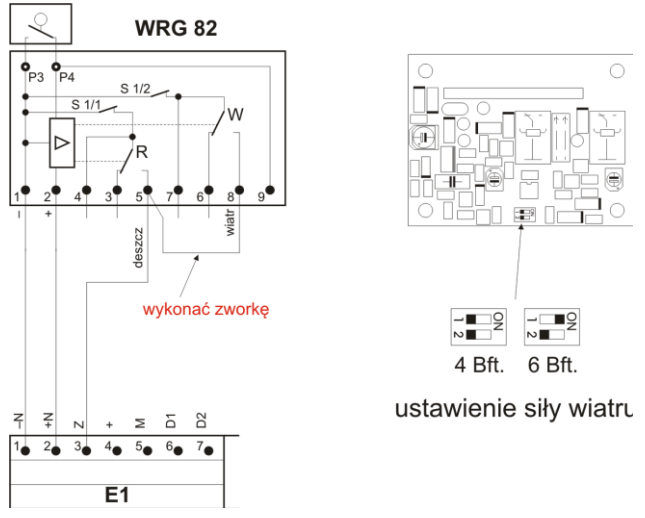 WRG 82
P3 P4
S 1/2
S 1/1
W
R
1 2 4 3 5 7 6 8 9
– +
deszcz
wiatr
wykonać zworkę
–N +N Z + M D1 D2
1 2 3 4 5 6 7
E1
1 2 ON
1 2 ON
4 Bft. 6 Bft.
ustawienie siły wiatru